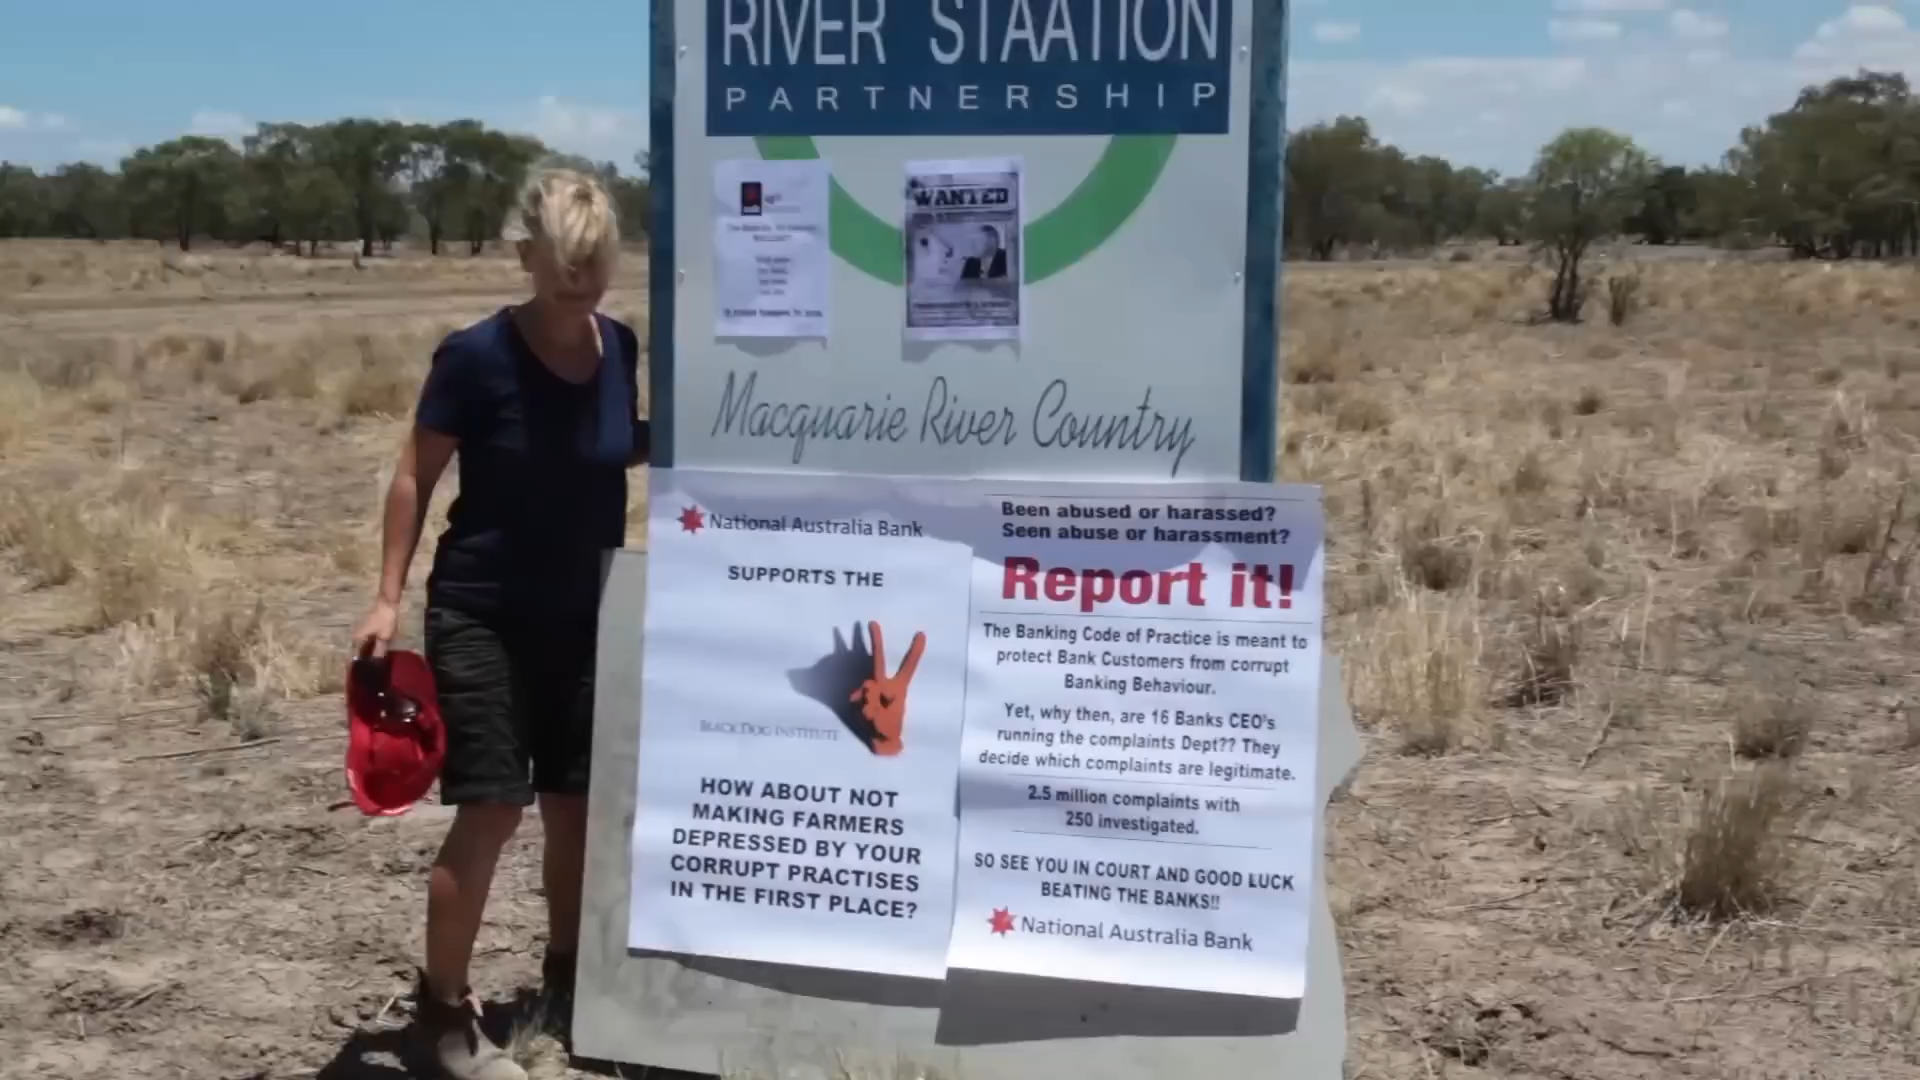 RIVER STAATION
PARTNERSHIP
nab
WANTED
Macquarie River Country
National Australia Bank
SUPPORTS THE
BLACK DOG INSTITUTE
HOW ABOUT NOT
MAKING FARMERS
DEPRESSED BY YOUR
CORRUPT PRACTISES
IN THE FIRST PLACE?
Been abused or harassed?
Seen abuse or harassment?
Report it!
The Banking Code of Practice is meant to
protect Bank Customers from corrupt
Banking Behaviour.
Yet, why then, are 16 Banks CEO's
running the complaints Dept?? They
decide which complaints are legitimate.
2.5 million complaints with
250 investigated.
SO SEE YOU IN COURT AND GOOD LUCK
BEATING THE BANKS!!
National Australia Bank